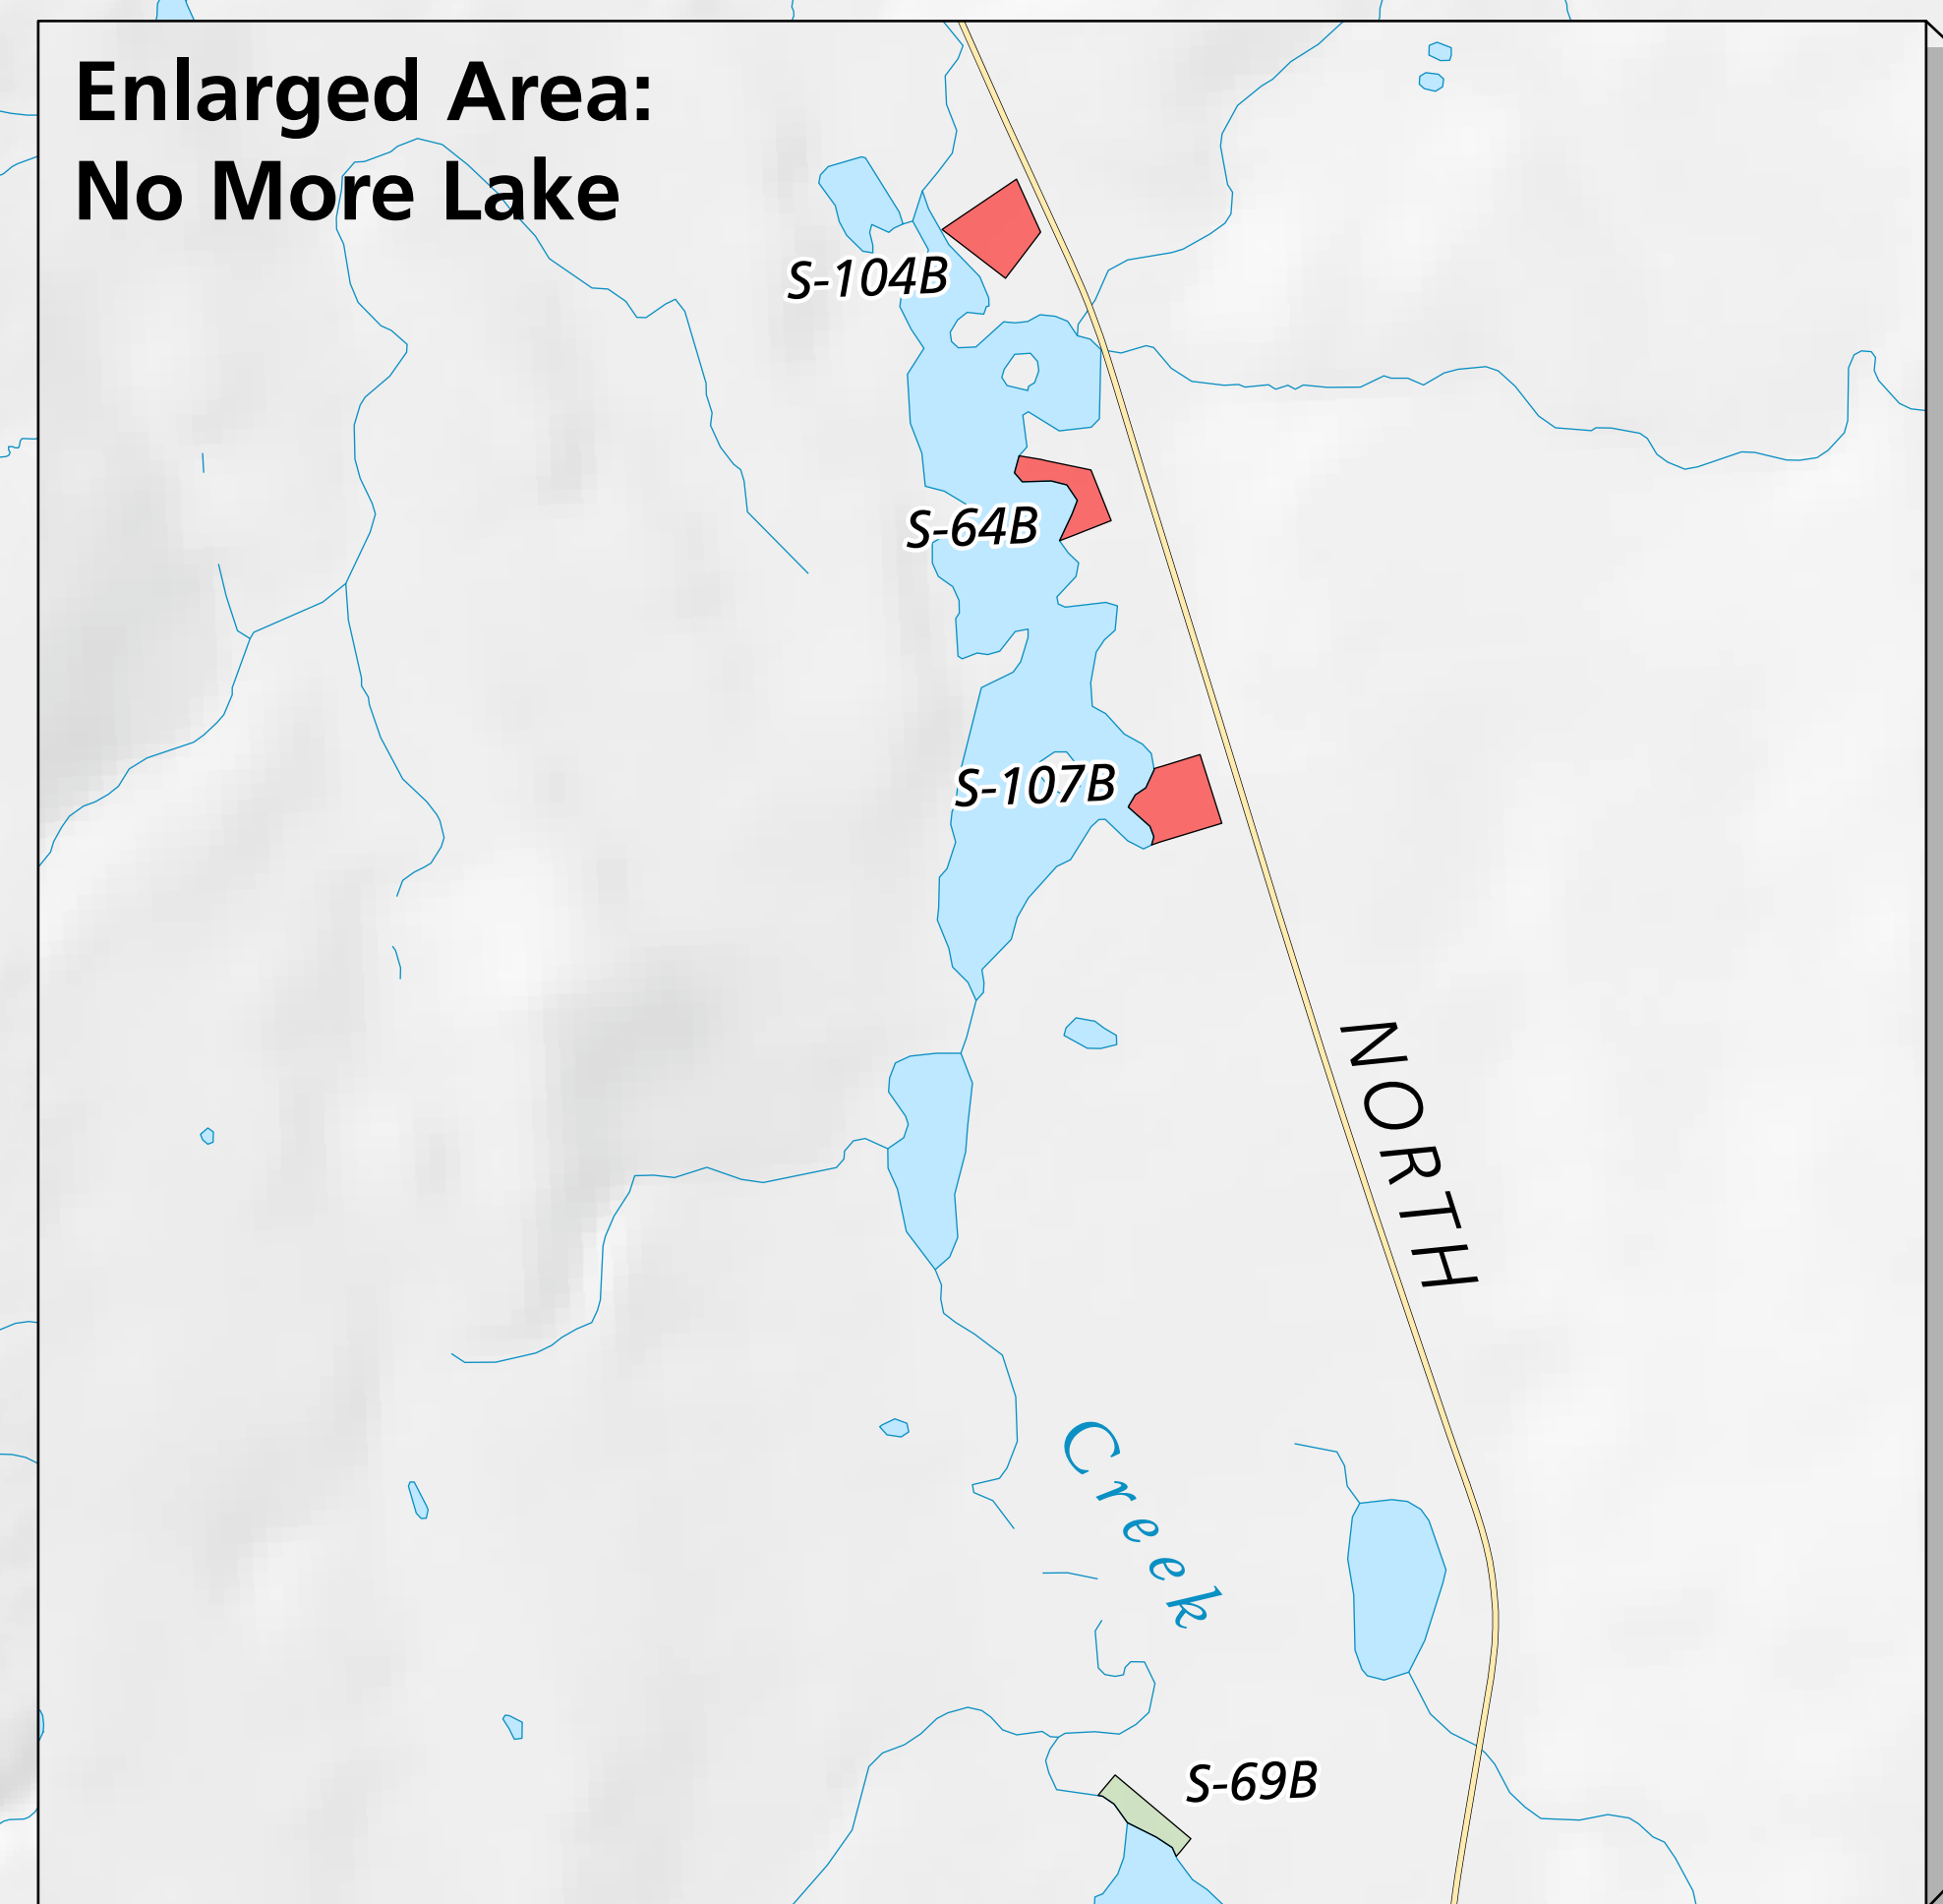 Enlarged Area:
No More Lake
S-104B
S-64B
S-107B
NORTH
Creek
S-69B